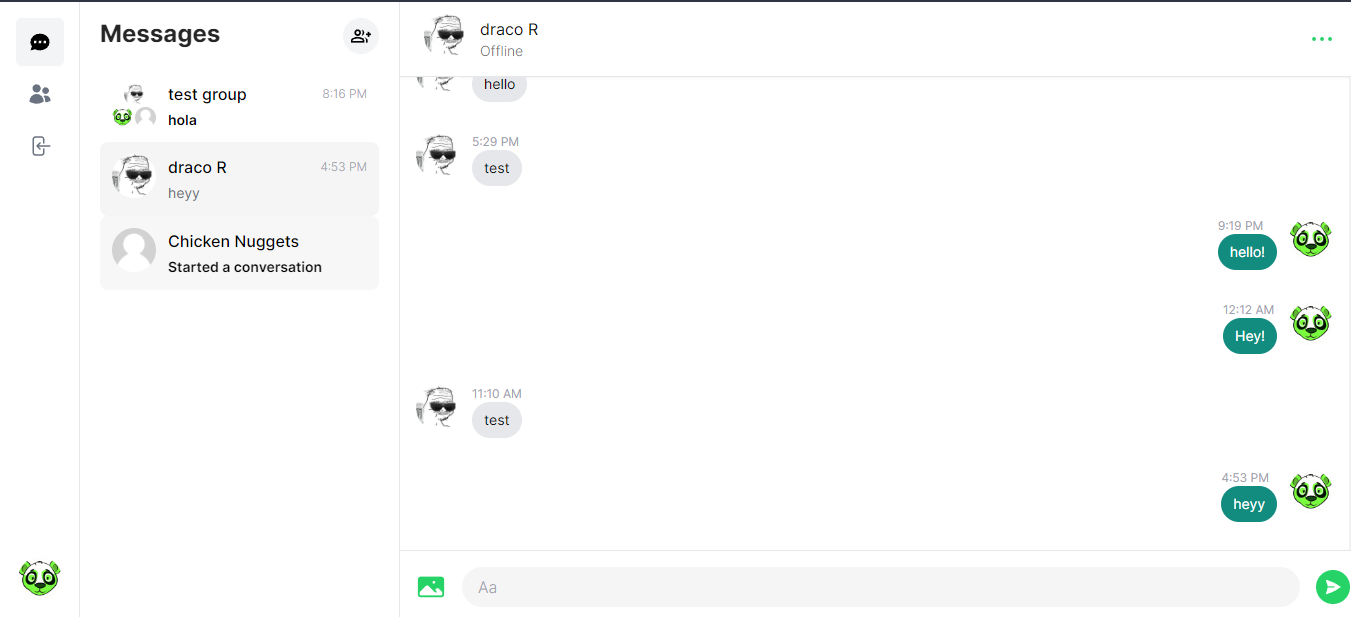 Messages
test group
8:16 PM
hola
draco R
4:53 PM
heyy
Chicken Nuggets
Started a conversation
draco R
Offline
hello
5:29 PM
test
9:19 PM
hello!
12:12 AM
Hey!
11:10 AM
test
4:53 PM
heyy
Aa